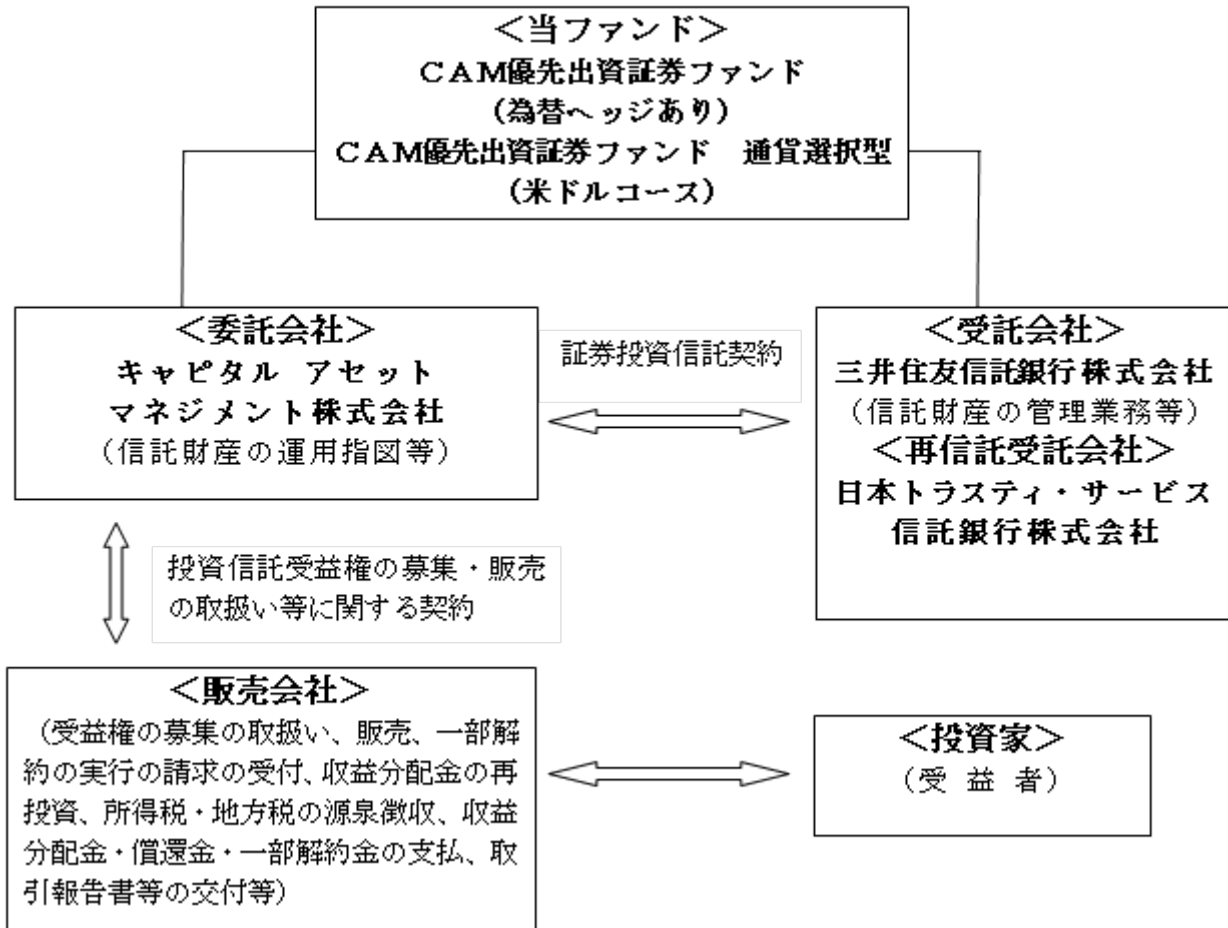 ＜当ファンド＞
ＣＡＭ優先出資証券ファンド
（為替ヘッジあり）
ＣＡＭ優先出資証券ファンド　通貨選択型
（米ドルコース）
＜委託会社＞
キャピタル アセット
マネジメント株式会社
（信託財産の運用指図等）
証券投資信託契約
＜受託会社＞
三井住友信託銀行株式会社
（信託財産の管理業務等）
＜再信託受託会社＞
日本トラスティ・サービス
信託銀行株式会社
投資信託受益権の募集・販売
の取扱い等に関する契約
＜販売会社＞
（受益権の募集の取扱い、販売、一部解
約の実行の請求の受付、収益分配金の再
投資、所得税・地方税の源泉徴収、収益
分配金・償還金・一部解約金の支払、取
引報告書等の交付等）
＜投資家＞
（受 益 者）